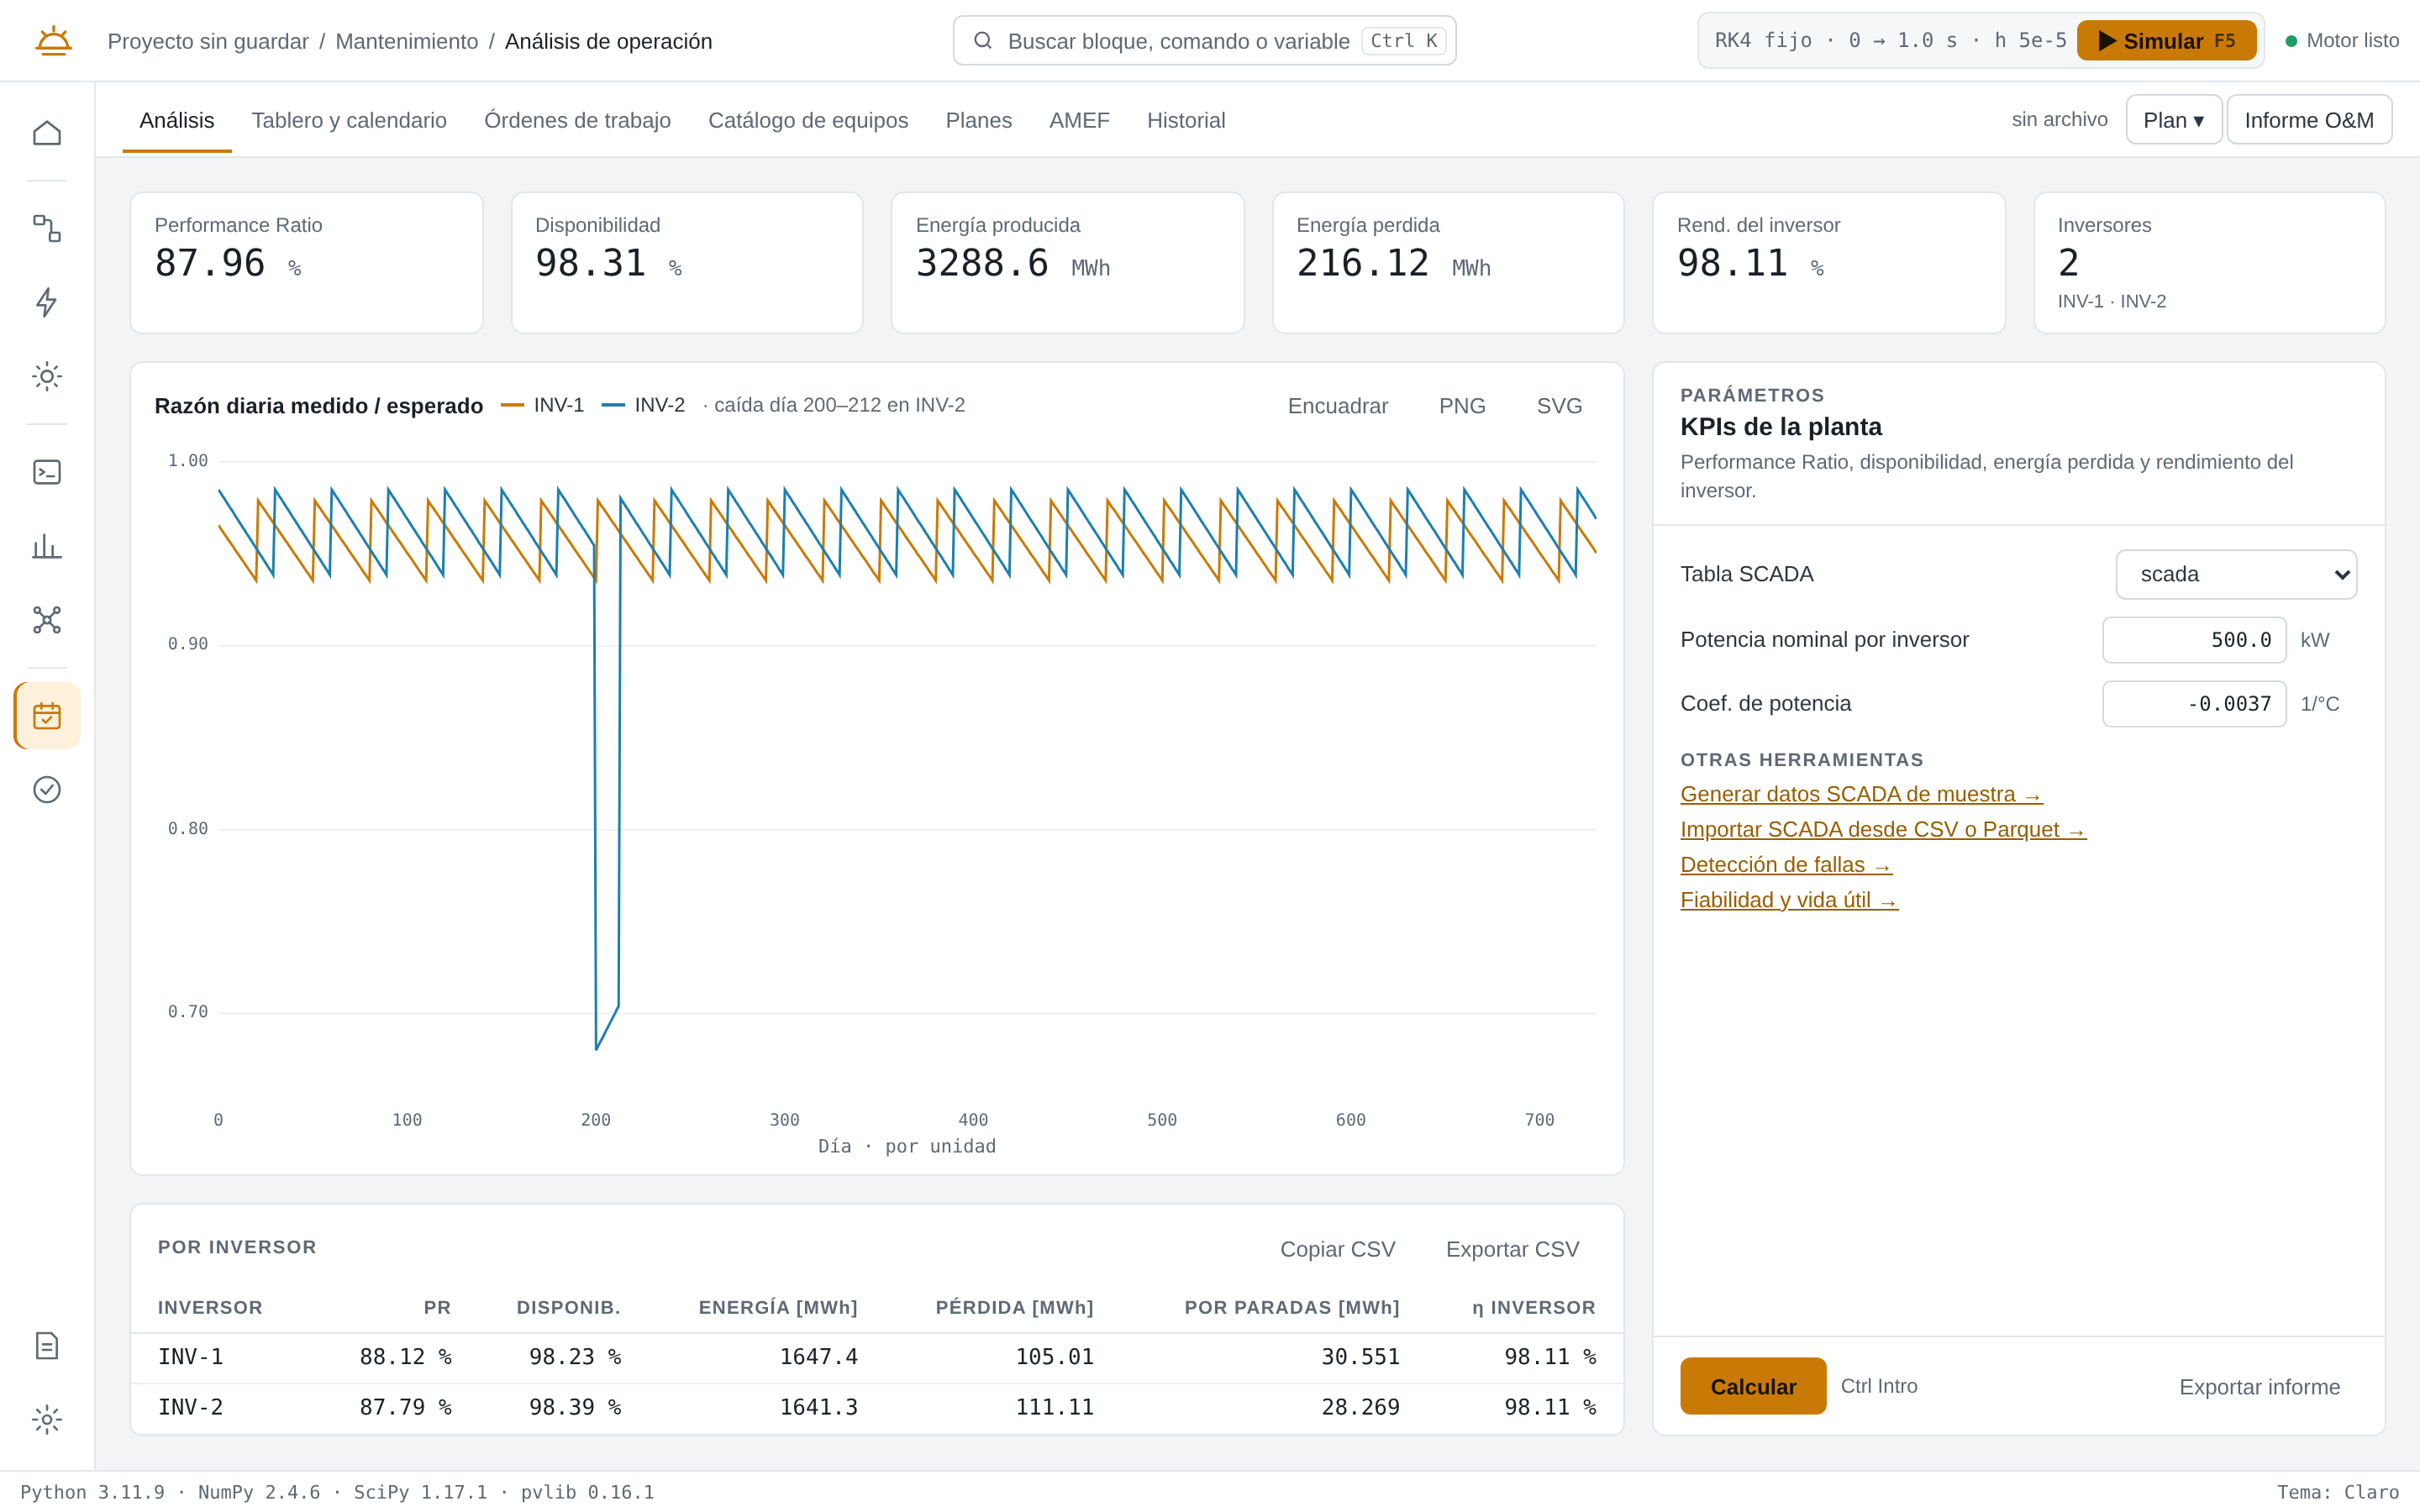 Proyecto sin guardar / Mantenimiento / Análisis de operación
Buscar bloque, comando o variable Ctrl K
RK4 fijo · 0 → 1.0 s · h 5e-5 Simular F5
Motor listo
Análisis Tablero y calendario Órdenes de trabajo Catálogo de equipos Planes AMEF Historial
sin archivo Plan ▾ Informe O&M
Performance Ratio
87.96 %
Disponibilidad
98.31 %
Energía producida
3288.6 MWh
Energía perdida
216.12 MWh
Rend. del inversor
98.11 %
Inversores
2
INV-1 · INV-2
Razón diaria medido / esperado INV-1 INV-2 · caída día 200–212 en INV-2
Encuadrar PNG SVG
1.00
0.90
0.80
0.70
0 100 200 300 400 500 600 700
Día · por unidad
POR INVERSOR
Copiar CSV Exportar CSV
INVERSOR PR DISPONIB. ENERGÍA [MWh] PÉRDIDA [MWh] POR PARADAS [MWh] η INVERSOR
INV-1 88.12 % 98.23 % 1647.4 105.01 30.551 98.11 %
INV-2 87.79 % 98.39 % 1641.3 111.11 28.269 98.11 %
PARÁMETROS
KPIs de la planta
Performance Ratio, disponibilidad, energía perdida y rendimiento del
inversor.
Tabla SCADA scada
Potencia nominal por inversor 500.0 kW
Coef. de potencia -0.0037 1/°C
OTRAS HERRAMIENTAS
Generar datos SCADA de muestra →
Importar SCADA desde CSV o Parquet →
Detección de fallas →
Fiabilidad y vida útil →
Calcular Ctrl Intro Exportar informe
Python 3.11.9 · NumPy 2.4.6 · SciPy 1.17.1 · pvlib 0.16.1
Tema: Claro